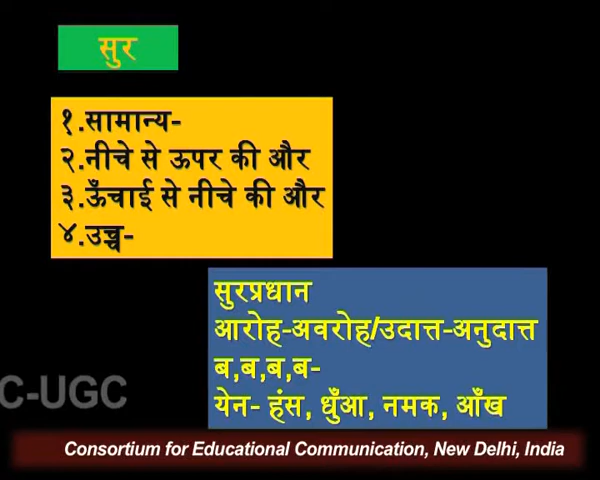 सुर
१.सामान्य-
२.नीचे से ऊपर की और
३.ऊँचाई से नीचे की और
४.उच्च-
सुरप्रधान
आरोह-अवरोह/उदात्त-अनुदात्त
ब,ब,ब,ब-
येन- हंस, धुँआ, नमक, आँख
C-UGC
Consortium for Educational Communication, New Delhi, India